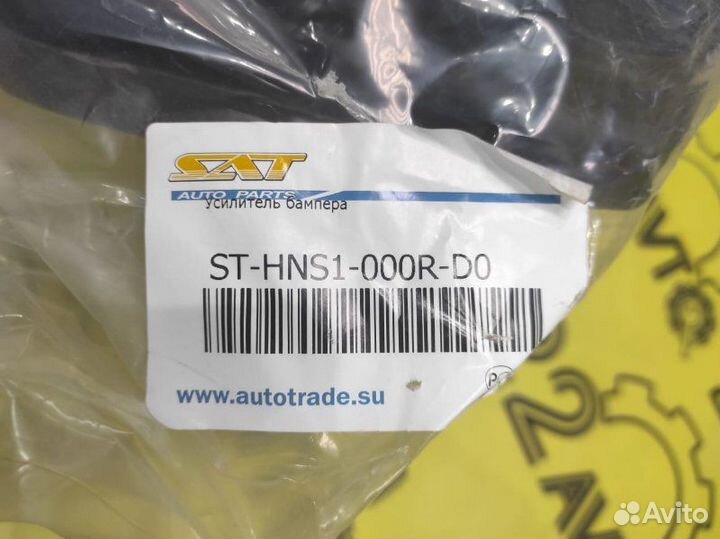 SAT
AUTO PARTS
Усилитель бампера
ST-HNS1-000R-D0
www.autotrade.su
Avito